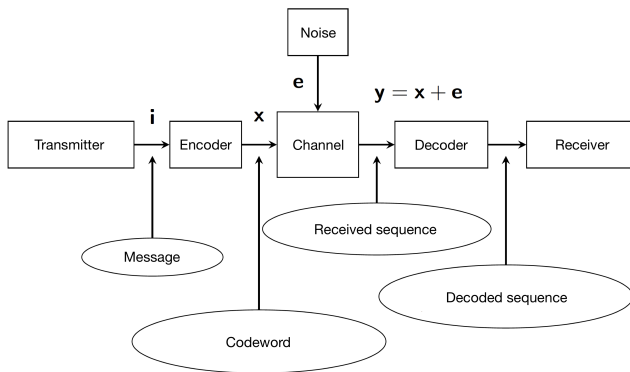 Noise
e
y = x + e
i
x
Transmitter
Encoder
Channel
Decoder
Receiver
Received sequence
Message
Decoded sequence
Codeword